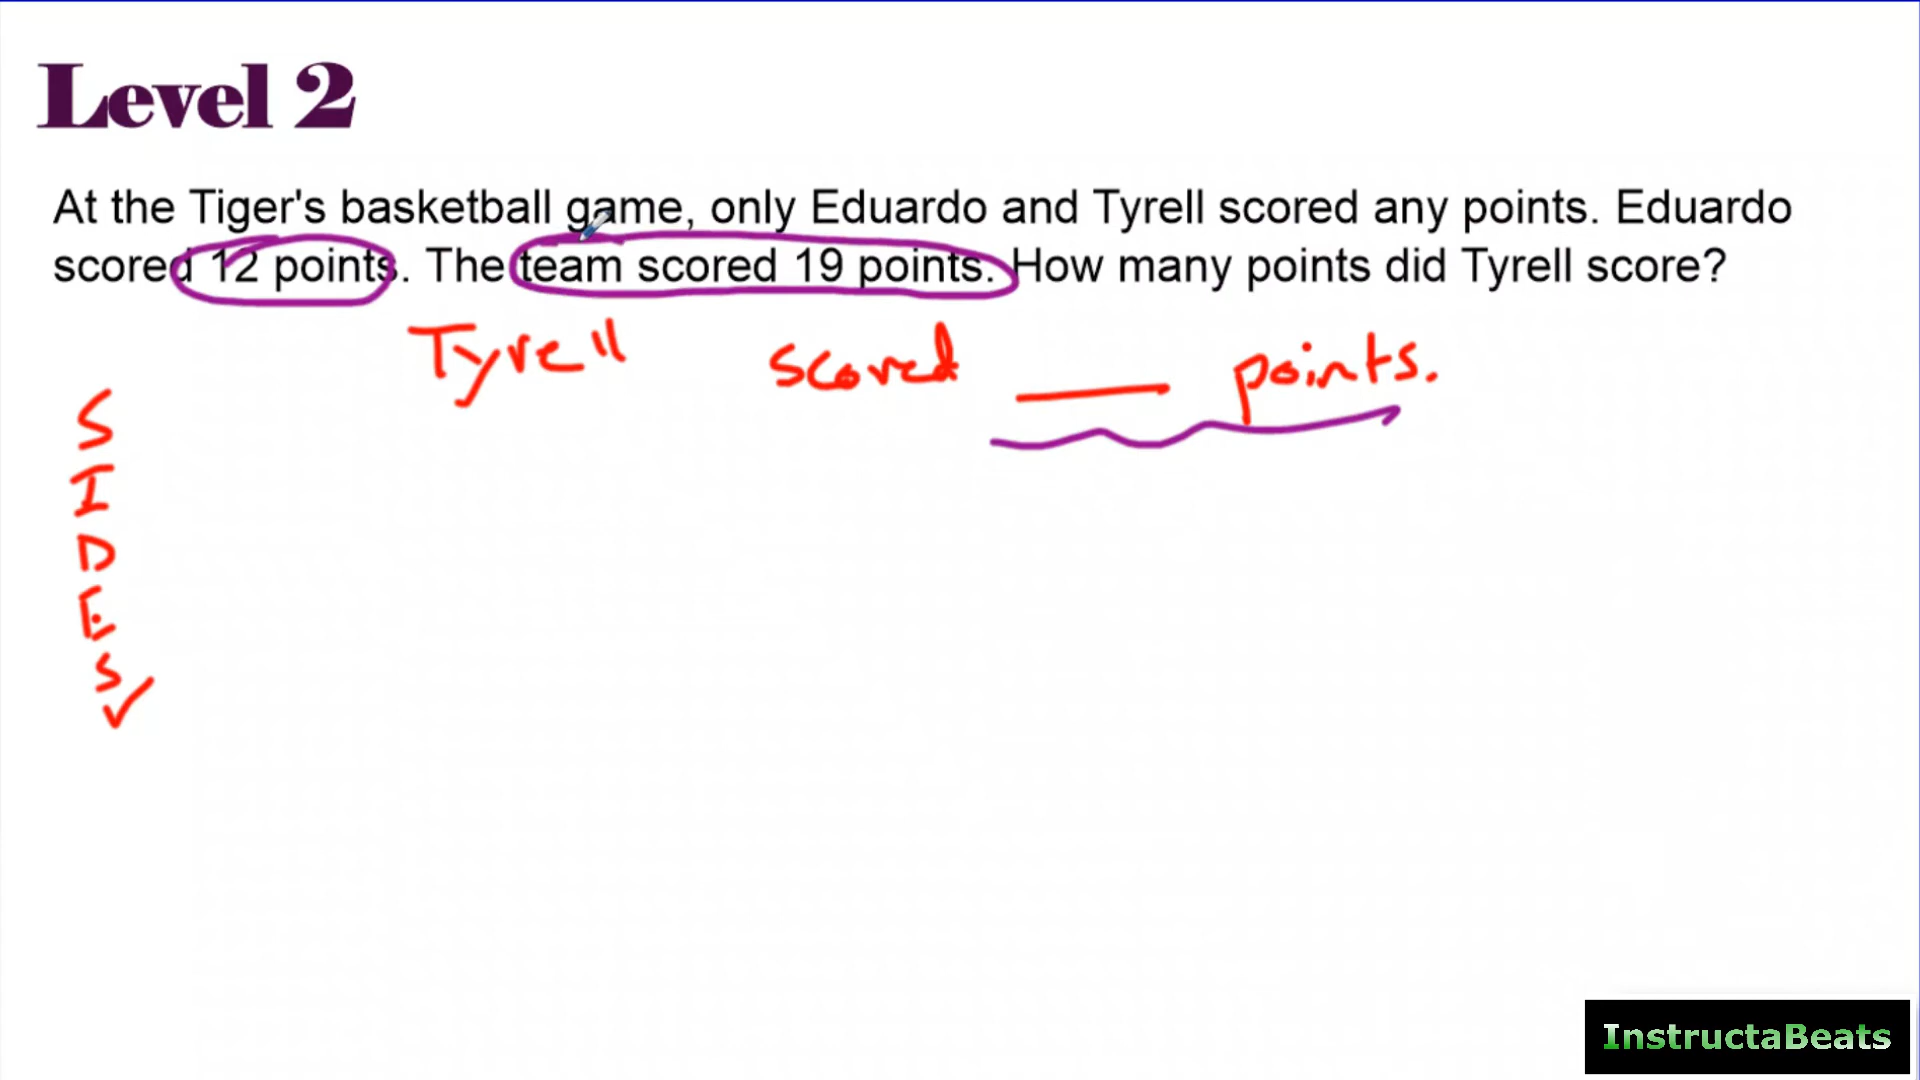 Level 2
At the Tiger's basketball game, only Eduardo and Tyrell scored any points. Eduardo
scored 12 points. The team scored 19 points. How many points did Tyrell score?
Tyrell scored ____ points.
S
I
D
E
S
✓
InstructaBeats